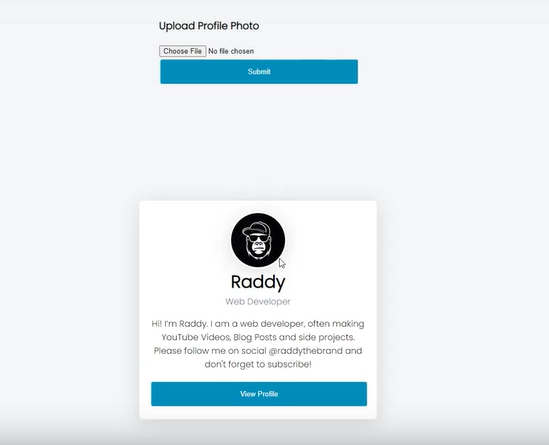 Upload Profile Photo
Choose File No file chosen
Submit
Raddy
Web Developer
Hi! I'm Raddy. I am a web developer, often making
YouTube Videos, Blog Posts and side projects.
Please follow me on social @raddythebrand and
don't forget to subscribe!
View Profile